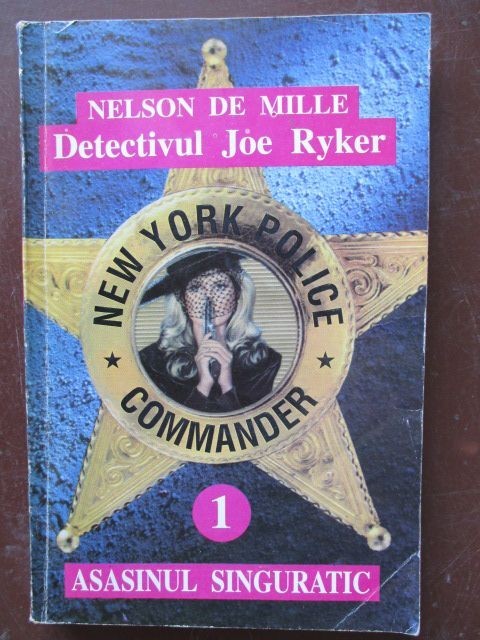 NELSON DE MILLE
Detectivul Joe Ryker
NEW YORK POLICE
COMMANDER
1
ASASINUL SINGURATIC